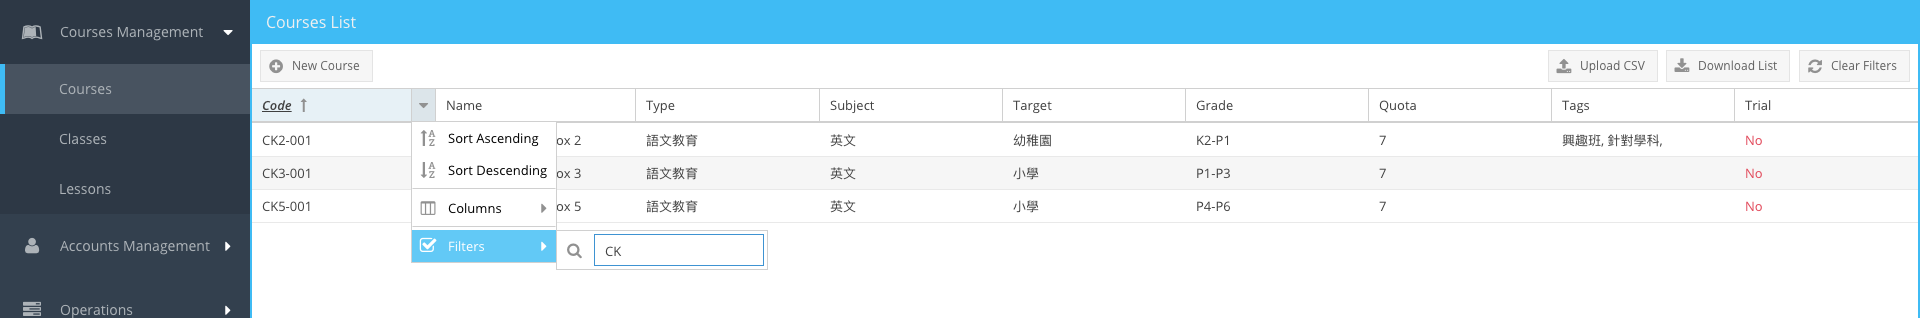 Courses Management
Courses
Classes
Lessons
Accounts Management
Operations
Courses List
New Course
Upload CSV
Download List
Clear Filters
Code Name Type Subject Target Grade Quota Tags Trial
CK2-001 ox 2 語文教育 英文 幼稚園 K2-P1 7 興趣班, 針對學科, No
CK3-001 ox 3 語文教育 英文 小學 P1-P3 7 No
CK5-001 ox 5 語文教育 英文 小學 P4-P6 7 No
Sort Ascending
Sort Descending
Columns
Filters
CK